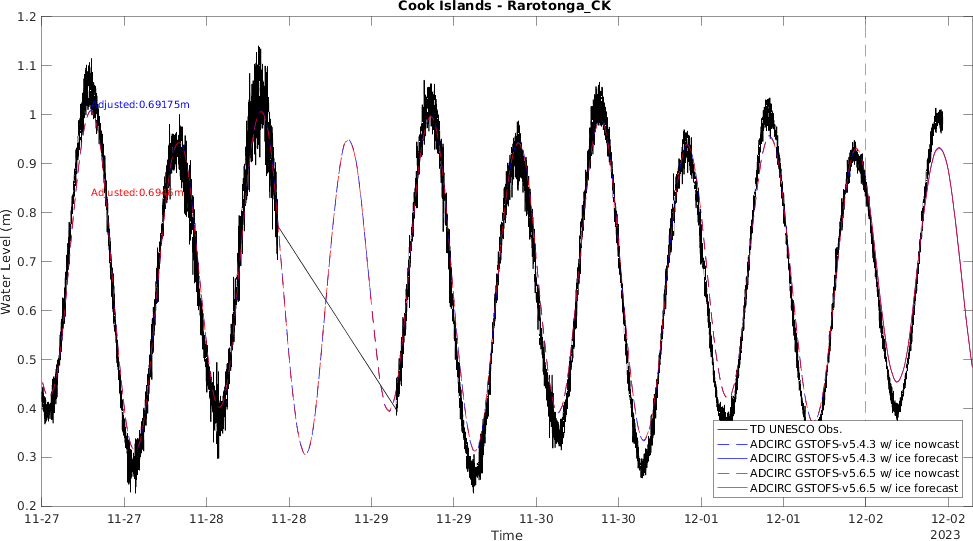 Cook Islands - Rarotonga_CK
Water Level (m)
1.2
1.1
1
0.9
0.8
0.7
0.6
0.5
0.4
0.3
0.2
Adjusted:0.69175m
TD UNESCO Obs.
ADCIRC GSTOFS-v5.4.3 w/ ice nowcast
ADCIRC GSTOFS-v5.4.3 w/ ice forecast
ADCIRC GSTOFS-v5.6.5 w/ ice nowcast
ADCIRC GSTOFS-v5.6.5 w/ ice forecast
11-27 11-27 11-28 11-28 11-29 11-29 11-30 11-30 12-01 12-01 12-02 12-02
Time
2023